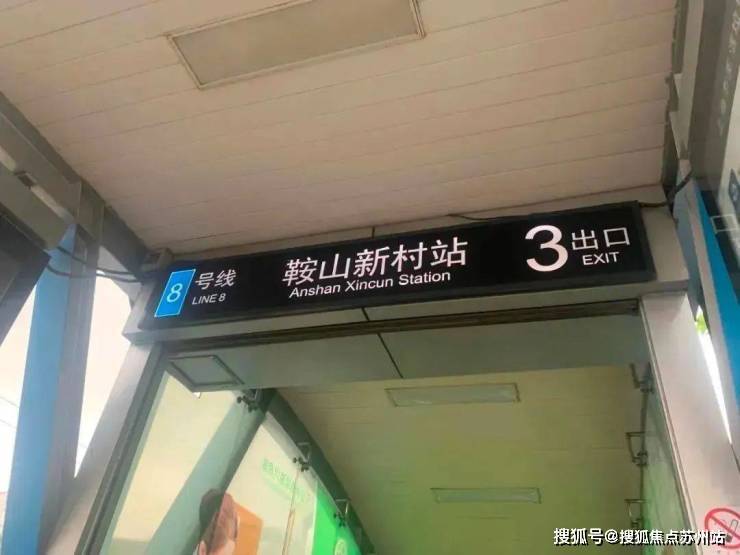 8 号线
LINE 8
鞍山新村站
Anshan Xincun Station
3 出口
EXIT
搜狐号@搜狐焦点苏州站